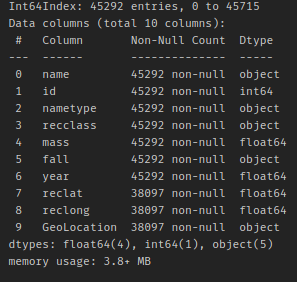 Int64Index: 45292 entries, 0 to 45715
Data columns (total 10 columns):
 #   Column       Non-Null Count  Dtype
---  ------       --------------  -----
 0   name         45292 non-null  object
 1   id           45292 non-null  int64
 2   nametype     45292 non-null  object
 3   recclass     45292 non-null  object
 4   mass         45292 non-null  float64
 5   fall         45292 non-null  object
 6   year         45292 non-null  float64
 7   reclat       38097 non-null  float64
 8   reclong      38097 non-null  float64
 9   GeoLocation  38097 non-null  object
dtypes: float64(4), int64(1), object(5)
memory usage: 3.8+ MB